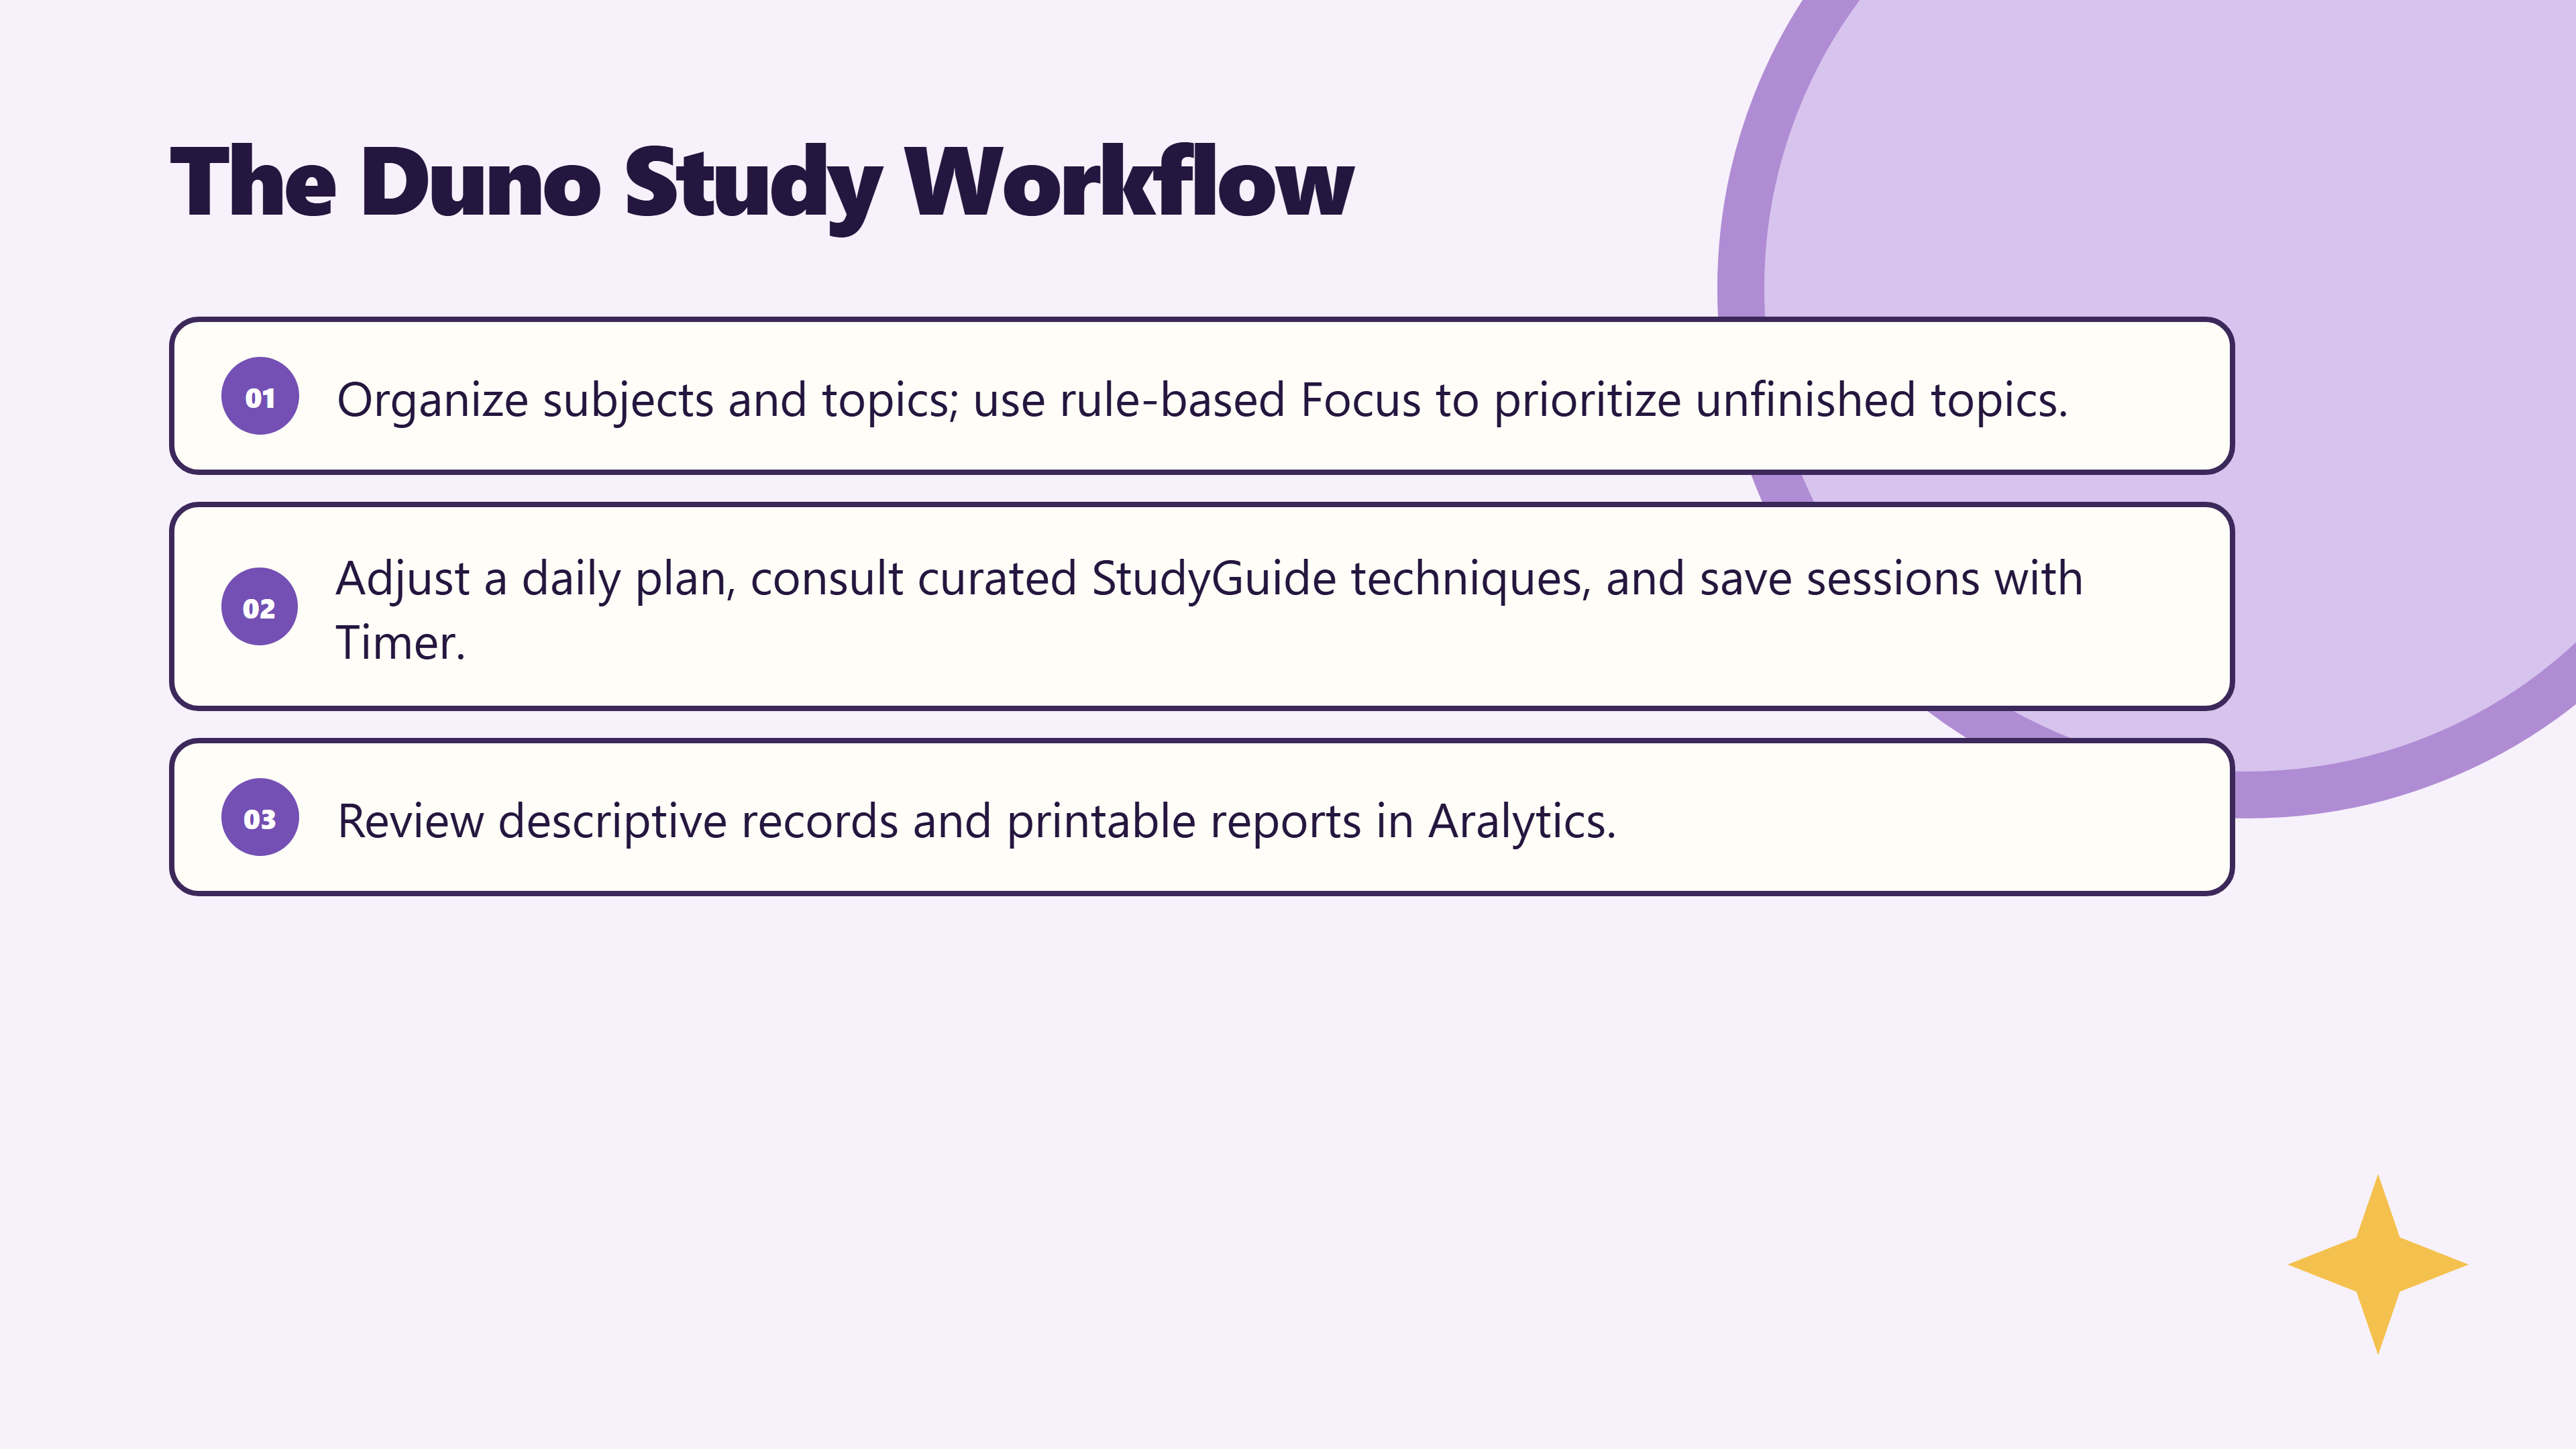 The Duno Study Workflow
01 Organize subjects and topics; use rule-based Focus to prioritize unfinished topics.
02 Adjust a daily plan, consult curated StudyGuide techniques, and save sessions with
Timer.
03 Review descriptive records and printable reports in Aralytics.